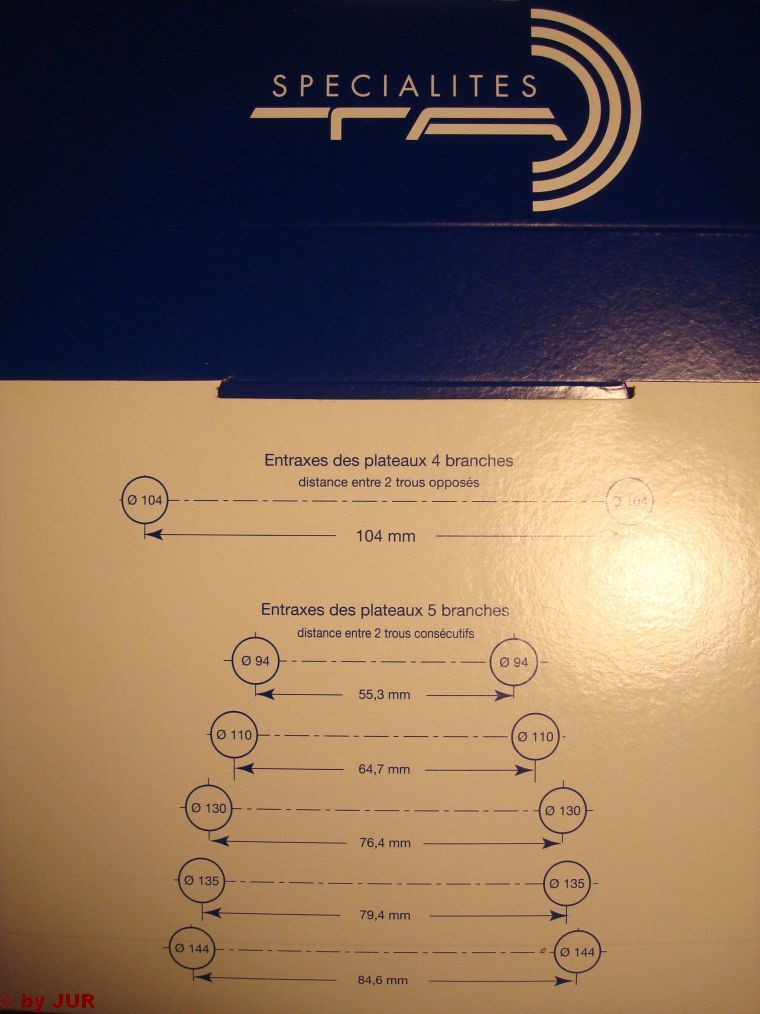 SPECIALITES
TA
Entraxes des plateaux 4 branches
distance entre 2 trous opposés
Ø 104 Ø 104
104 mm
Entraxes des plateaux 5 branches
distance entre 2 trous consécutifs
Ø 94 Ø 94
55,3 mm
Ø 110 Ø 110
64,7 mm
Ø 130 Ø 130
76,4 mm
Ø 135 Ø 135
79,4 mm
Ø 144 Ø 144
84,6 mm
© by JUR